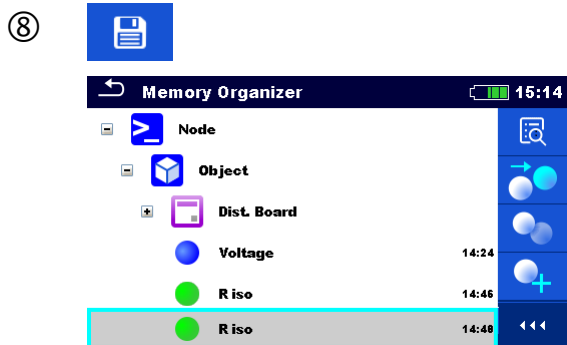 ⑧
Memory Organizer 15:14
Node
Object
Dist. Board
Voltage 14:24
R iso 14:46
R iso 14:48